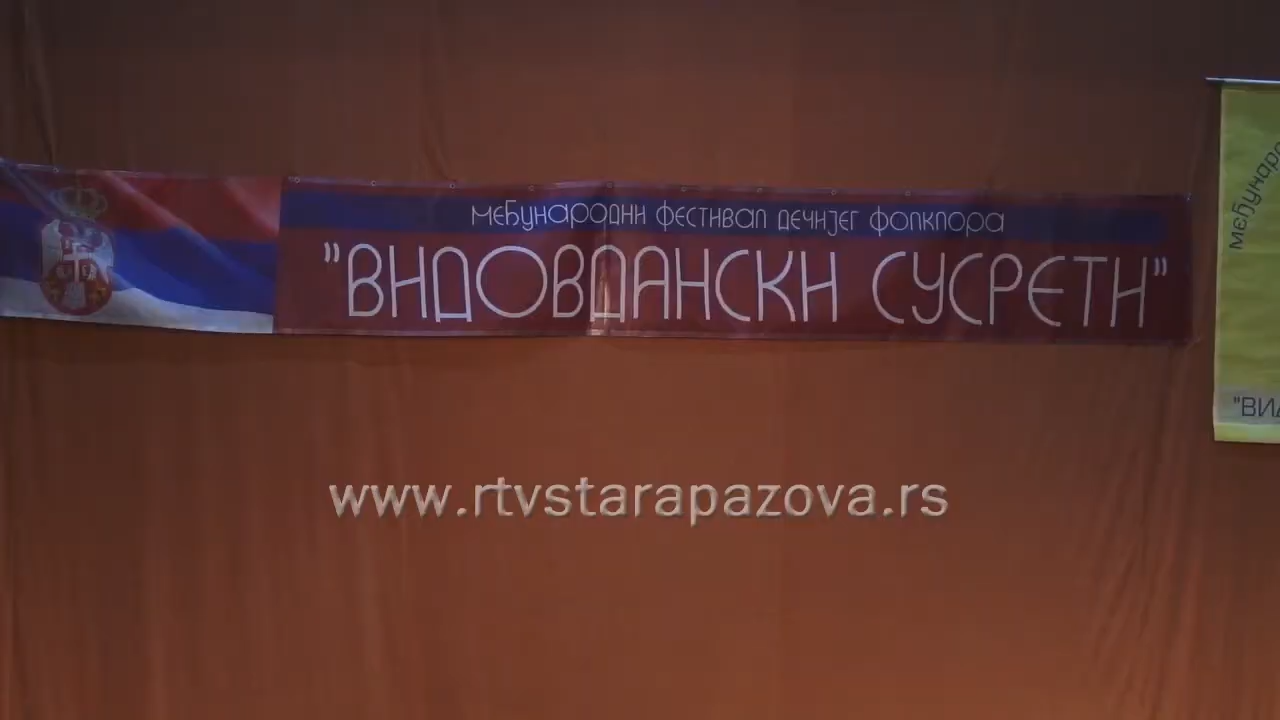 међународни фестивал дечијег фолклора
"ВИДОВДАНСКИ СУСРЕТИ"
www.rtvstarapazova.rs